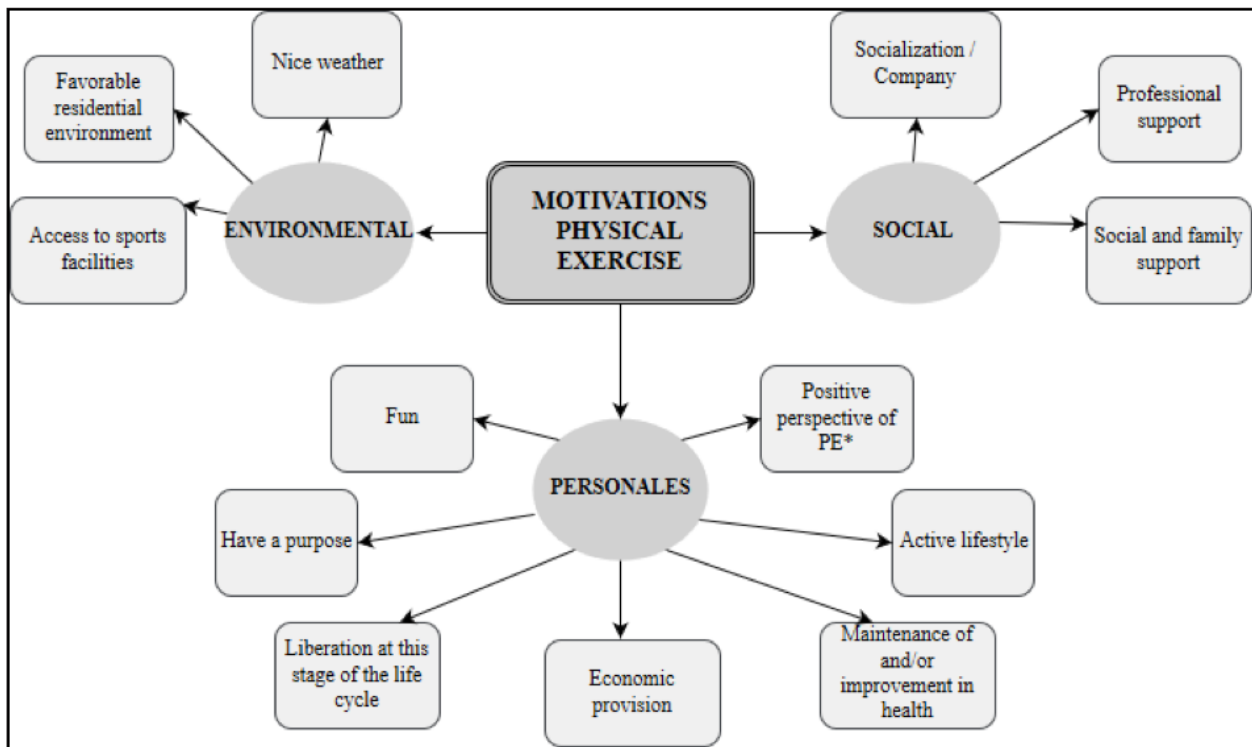 Nice weather
Favorable
residential
environment
Access to sports
facilities
ENVIRONMENTAL
MOTIVATIONS
PHYSICAL
EXERCISE
Socialization /
Company
Professional
support
SOCIAL
Social and family
support
Fun
Positive
perspective of
PE*
PERSONALES
Have a purpose
Active lifestyle
Liberation at this
stage of the life
cycle
Economic
provision
Maintenance of
and/or
improvement in
health